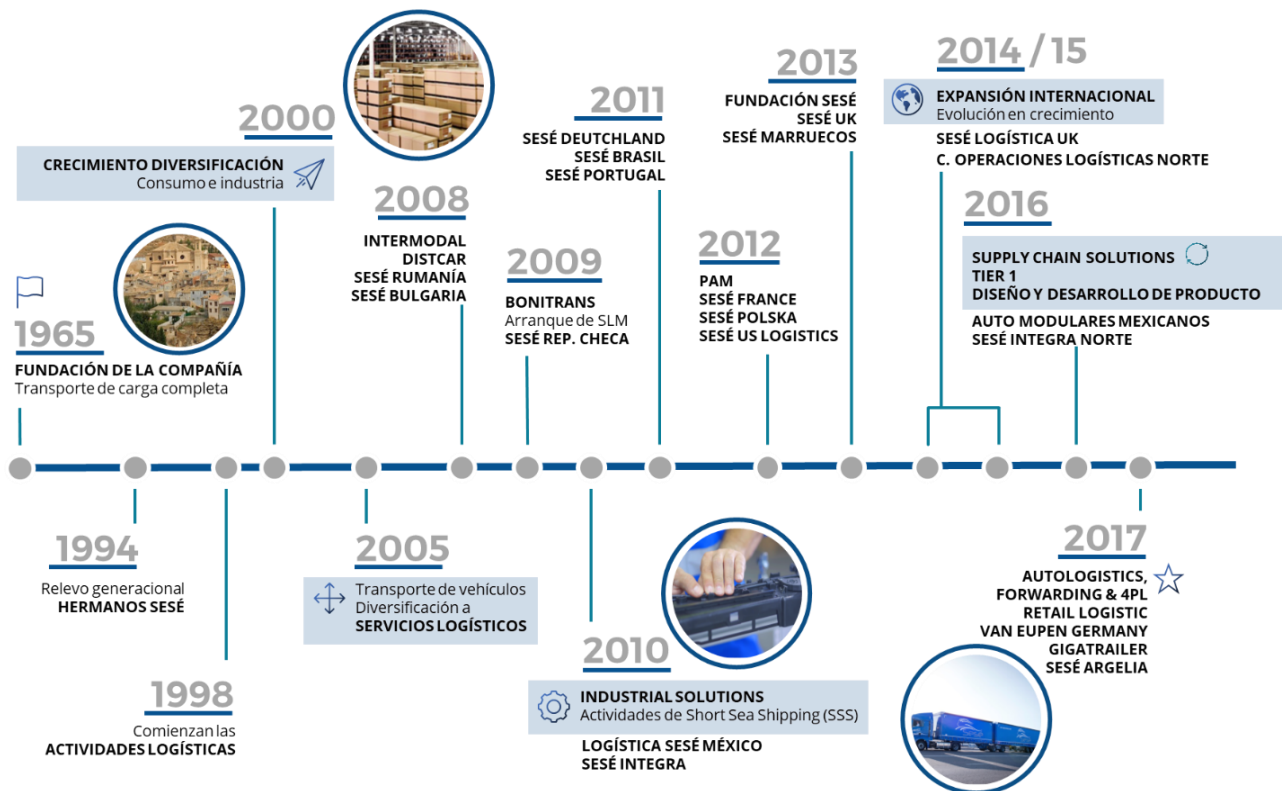 1965
FUNDACIÓN DE LA COMPAÑÍA
Transporte de carga completa
1994
Relevo generacional
HERMANOS SESÉ
1998
Comienzan las
ACTIVIDADES LOGÍSTICAS
2000
CRECIMIENTO DIVERSIFICACIÓN
Consumo e industria
2005
Transporte de vehículos
Diversificación a
SERVICIOS LOGÍSTICOS
2008
INTERMODAL
DISTCAR
SESÉ RUMANÍA
SESÉ BULGARIA
2009
BONITRANS
Arranque de SLM
SESÉ REP. CHECA
2010
INDUSTRIAL SOLUTIONS
Actividades de Short Sea Shipping (SSS)
LOGÍSTICA SESÉ MÉXICO
SESÉ INTEGRA
2011
SESÉ DEUTCHLAND
SESÉ BRASIL
SESÉ PORTUGAL
2012
PAM
SESÉ FRANCE
SESÉ POLSKA
SESÉ US LOGISTICS
2013
FUNDACIÓN SESÉ
SESÉ UK
SESÉ MARRUECOS
2014 / 15
EXPANSIÓN INTERNACIONAL
Evolución en crecimiento
SESÉ LOGÍSTICA UK
C. OPERACIONES LOGÍSTICAS NORTE
2016
SUPPLY CHAIN SOLUTIONS
TIER 1
DISEÑO Y DESARROLLO DE PRODUCTO
AUTO MODULARES MEXICANOS
SESÉ INTEGRA NORTE
2017
AUTOLOGISTICS,
FORWARDING & 4PL
RETAIL LOGISTIC
VAN EUPEN GERMANY
GIGATRAILER
SESÉ ARGELIA